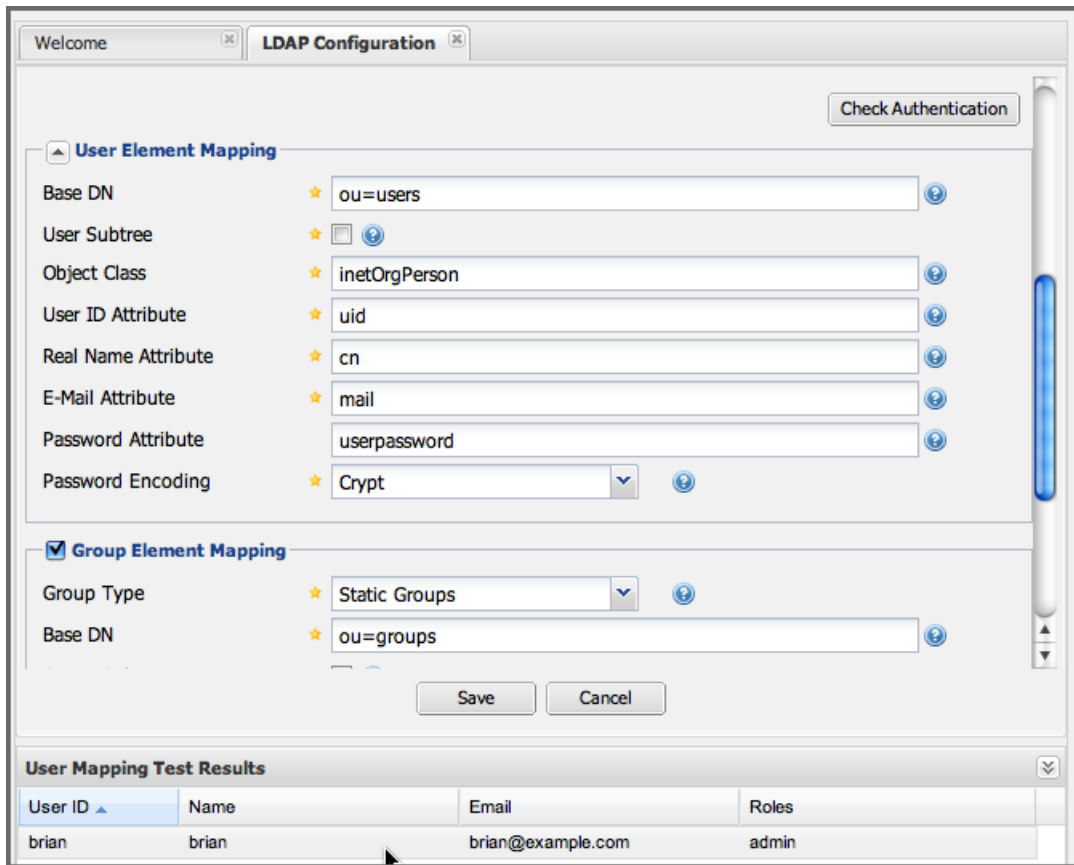 Welcome
LDAP Configuration
Check Authentication
User Element Mapping
Base DN ou=users
User Subtree
Object Class inetOrgPerson
User ID Attribute uid
Real Name Attribute cn
E-Mail Attribute mail
Password Attribute userpassword
Password Encoding Crypt
Group Element Mapping
Group Type Static Groups
Base DN ou=groups
Save Cancel
User Mapping Test Results
User ID Name Email Roles
brian brian brian@example.com admin